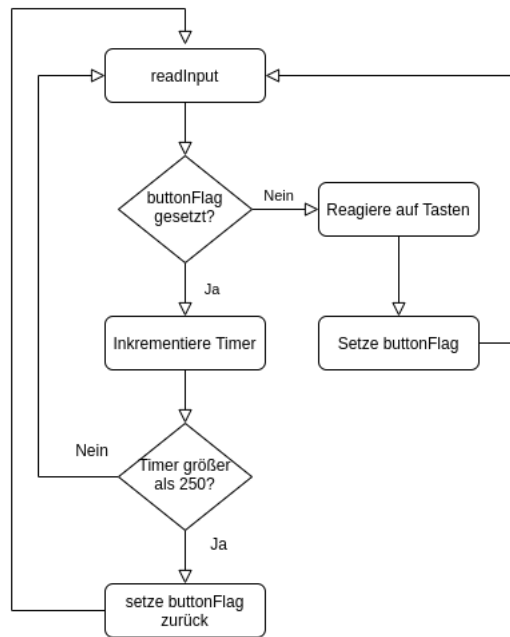 readInput
buttonFlag
gesetzt?
Nein
Reagiere auf Tasten
Ja
Inkrementiere Timer
Setze buttonFlag
Nein
Timer größer
als 250?
Ja
setze buttonFlag
zurück